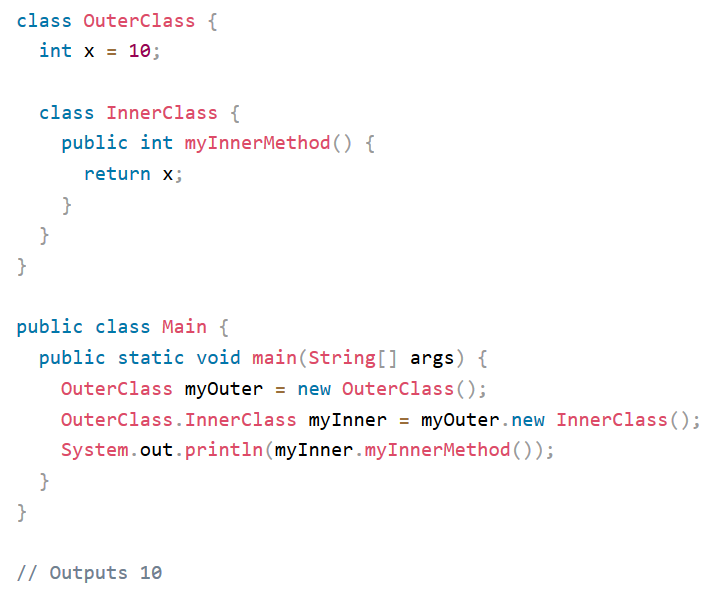 class OuterClass {
  int x = 10;

  class InnerClass {
    public int myInnerMethod() {
      return x;
    }
  }
}

public class Main {
  public static void main(String[] args) {
    OuterClass myOuter = new OuterClass();
    OuterClass.InnerClass myInner = myOuter.new InnerClass();
    System.out.println(myInner.myInnerMethod());
  }
}

// Outputs 10